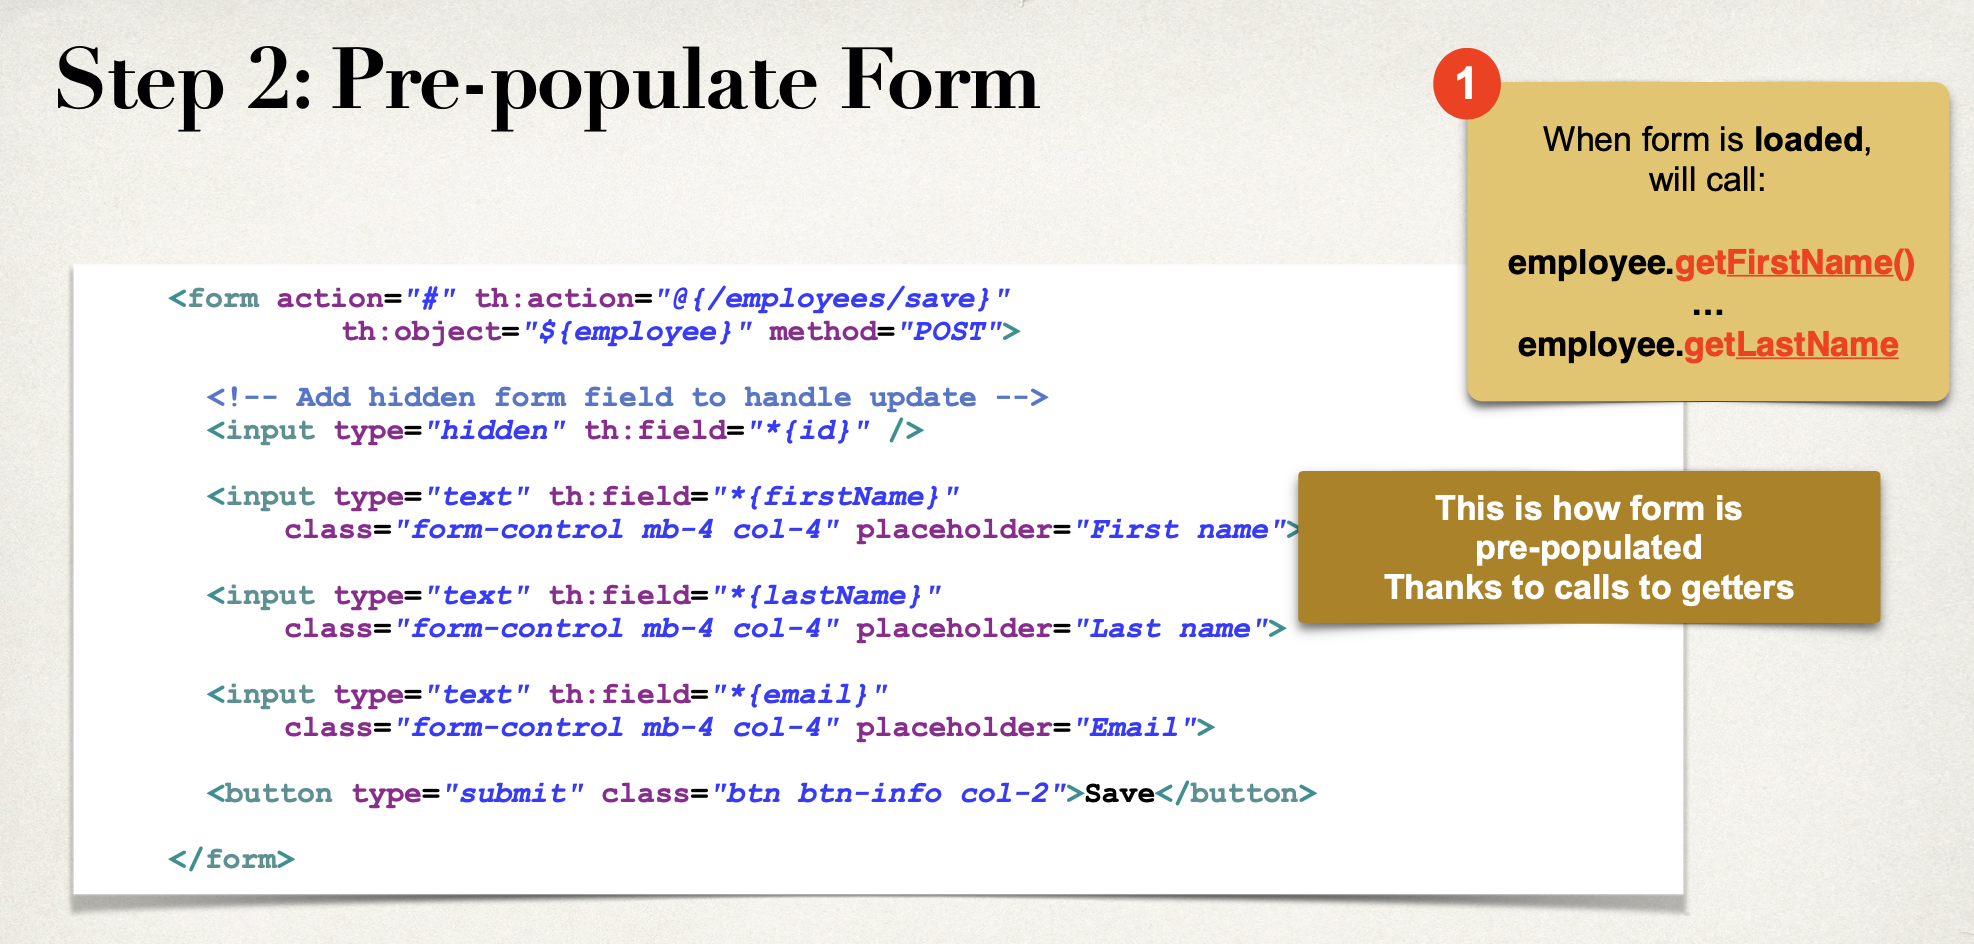 Step 2: Pre-populate Form
1
When form is loaded,
will call:
employee.getFirstName()
...
employee.getLastName
<form action="#" th:action="@{/employees/save}"
th:object="${employee}" method="POST">
<!-- Add hidden form field to handle update -->
<input type="hidden" th:field="*{id}" />
<input type="text" th:field="*{firstName}"
class="form-control mb-4 col-4" placeholder="First name">
<input type="text" th:field="*{lastName}"
class="form-control mb-4 col-4" placeholder="Last name">
<input type="text" th:field="*{email}"
class="form-control mb-4 col-4" placeholder="Email">
<button type="submit" class="btn btn-info col-2">Save</button>
</form>
This is how form is
pre-populated
Thanks to calls to getters